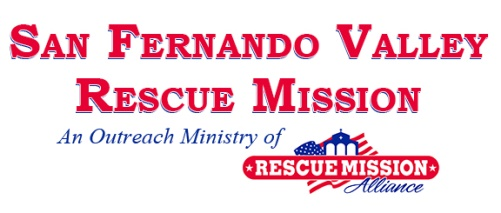 SAN FERNANDO VALLEY
RESCUE MISSION
An Outreach Ministry of
RESCUE MISSION
Alliance